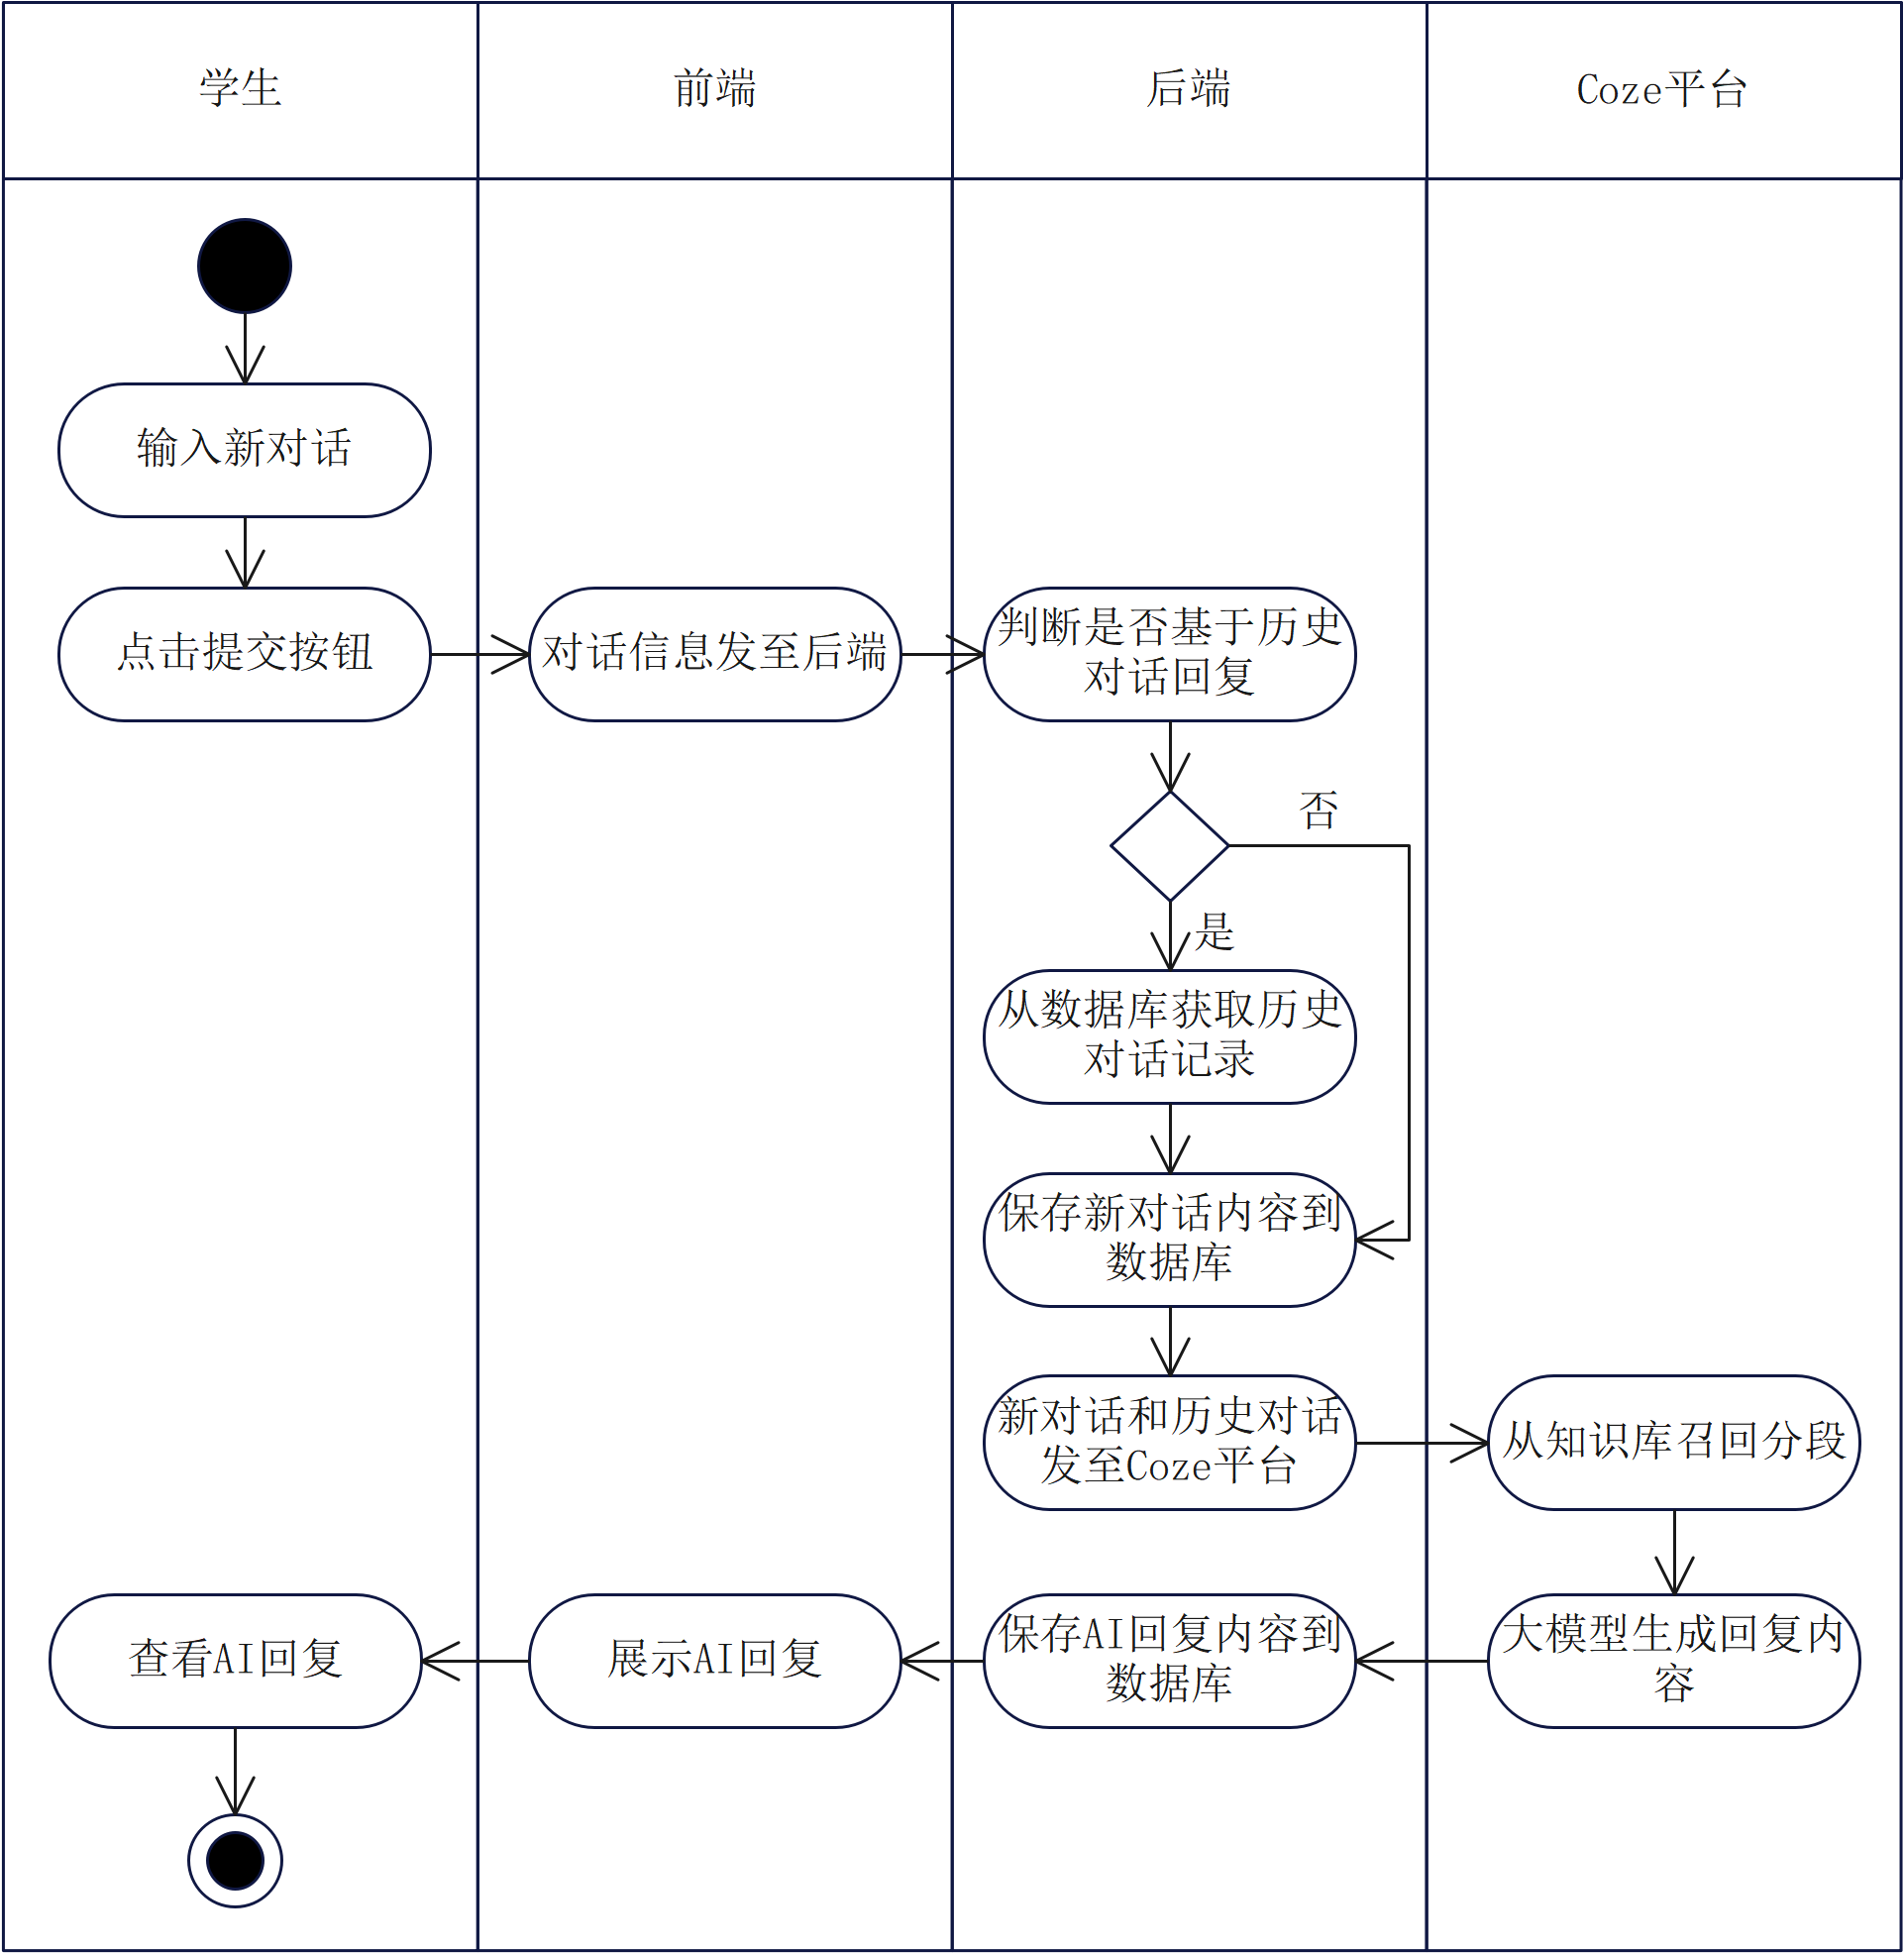 学生
前端
后端
Coze平台
输入新对话
点击提交按钮
对话信息发至后端
判断是否基于历史
对话回复
否
是
从数据库获取历史
对话记录
保存新对话内容到
数据库
新对话和历史对话
发至Coze平台
从知识库召回分段
大模型生成回复内
容
保存AI回复内容到
数据库
展示AI回复
查看AI回复